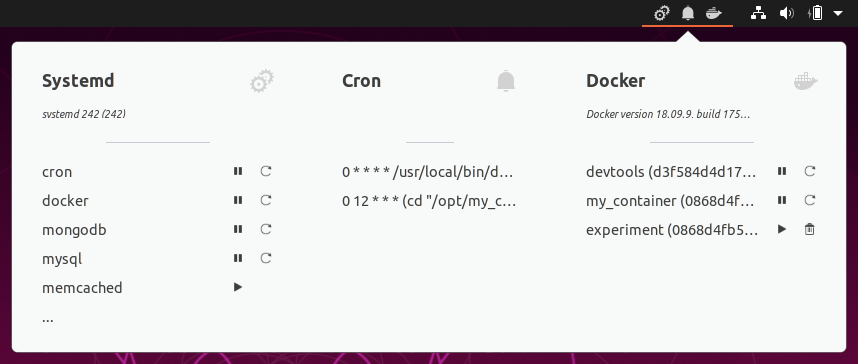 Systemd
systemd 242 (242)
cron
docker
mongodb
mysql
memcached
...
Cron
0 * * * * /usr/local/bin/d...
0 12 * * * (cd "/opt/my_c...
Docker
Docker version 18.09.9. build 175...
devtools (d3f584d4d17...
my_container (0868d4f...
experiment (0868d4fb5...